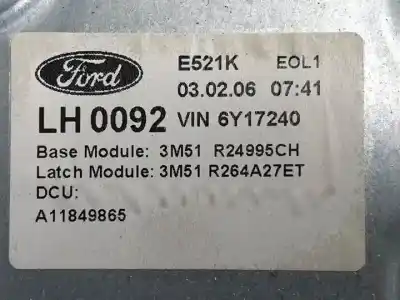 Ford E521K EOL1
03.02.06 07:41
LH 0092 VIN 6Y17240
Base Module: 3M51 R24995CH
Latch Module: 3M51 R264A27ET
DCU:
A11849865